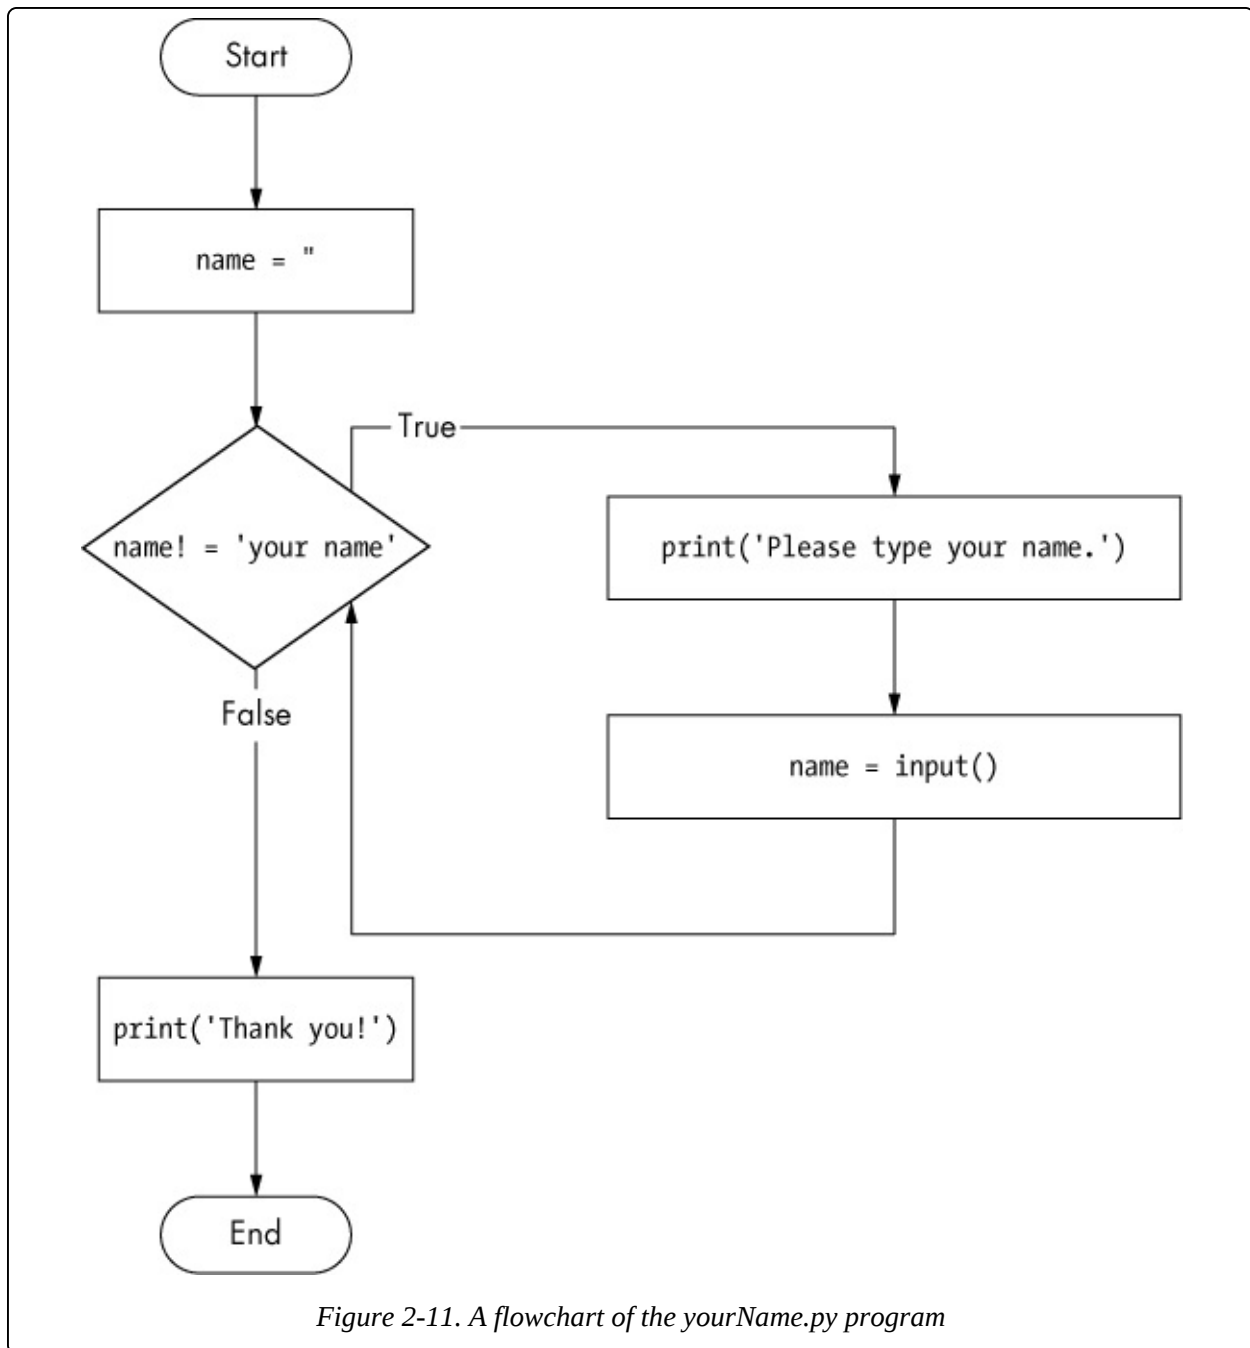 Start
name = "
True
name! = 'your name'
print('Please type your name.')
False
name = input()
print('Thank you!')
End
Figure 2-11. A flowchart of the yourName.py program